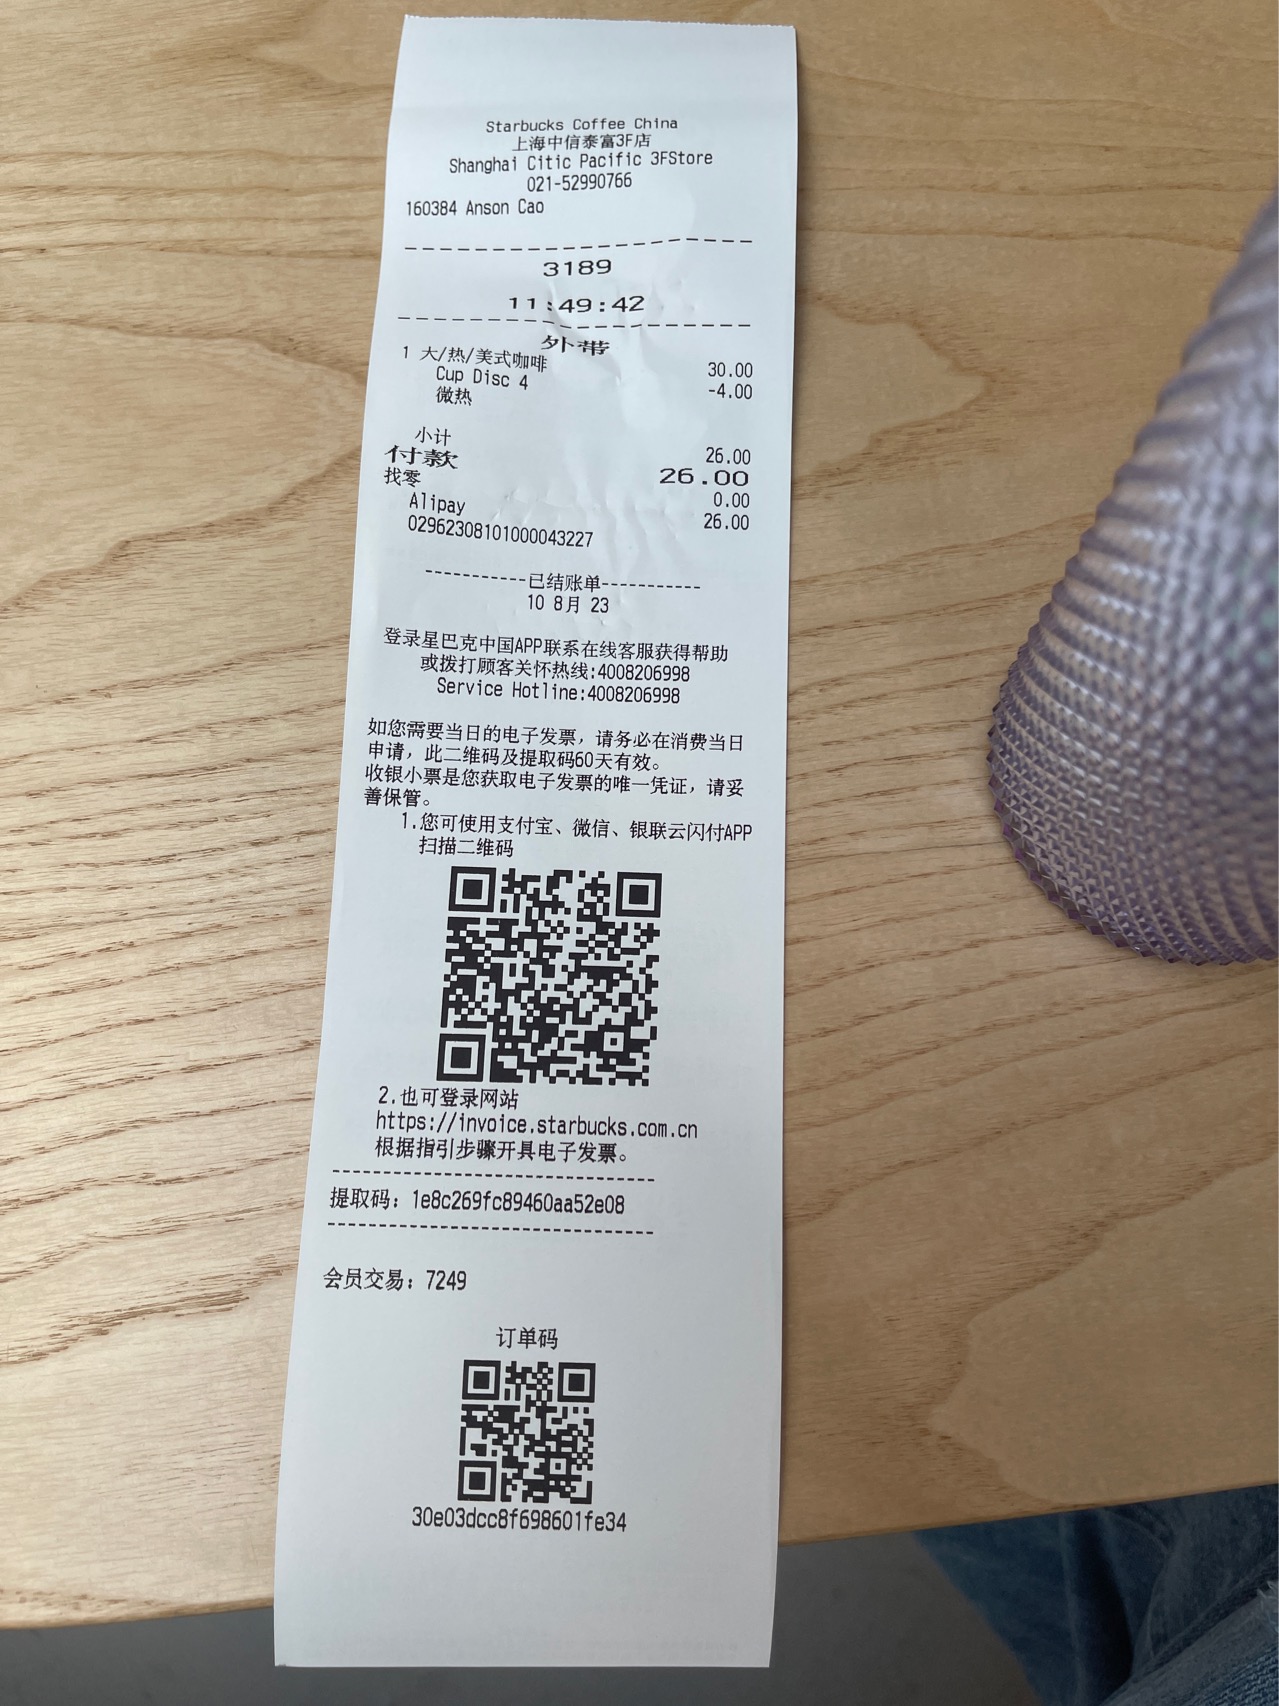 Starbucks Coffee China
上海中信泰富3F店
Shanghai Citic Pacific 3FStore
021-52990766
160384 Anson Cao
3189
11:49:42
外带
1 大/热/美式咖啡 30.00
Cup Disc 4 -4.00
微热
小计 26.00
付款 26.00
找零 0.00
Alipay 26.00
02962308101000043227
-----------已结账单-----------
10 8月 23
登录星巴克中国APP联系在线客服获得帮助
或拨打顾客关怀热线:4008206998
Service Hotline:4008206998
如您需要当日的电子发票，请务必在消费当日
申请，此二维码及提取码60天有效。
收银小票是您获取电子发票的唯一凭证，请妥
善保管。
1.您可使用支付宝、微信、银联云闪付APP
扫描二维码
2.也可登录网站
https://invoice.starbucks.com.cn
根据指引步骤开具电子发票。
提取码：1e8c269fc89460aa52e08
会员交易：7249
订单码
30e03dcc8f698601fe34